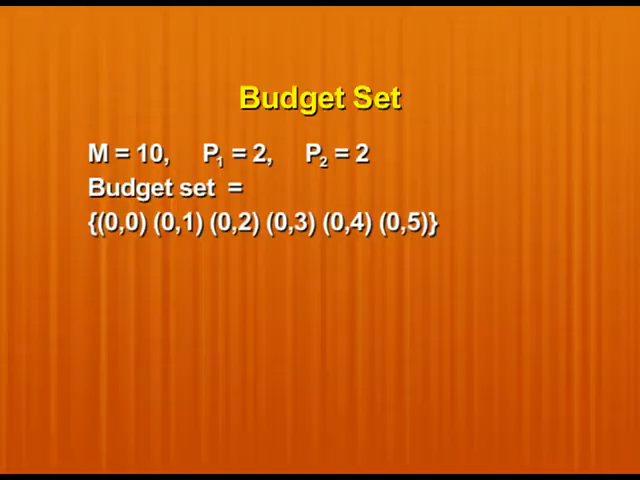 Budget Set
M = 10, P₁ = 2, P₂ = 2
Budget set =
{(0,0) (0,1) (0,2) (0,3) (0,4) (0,5)}